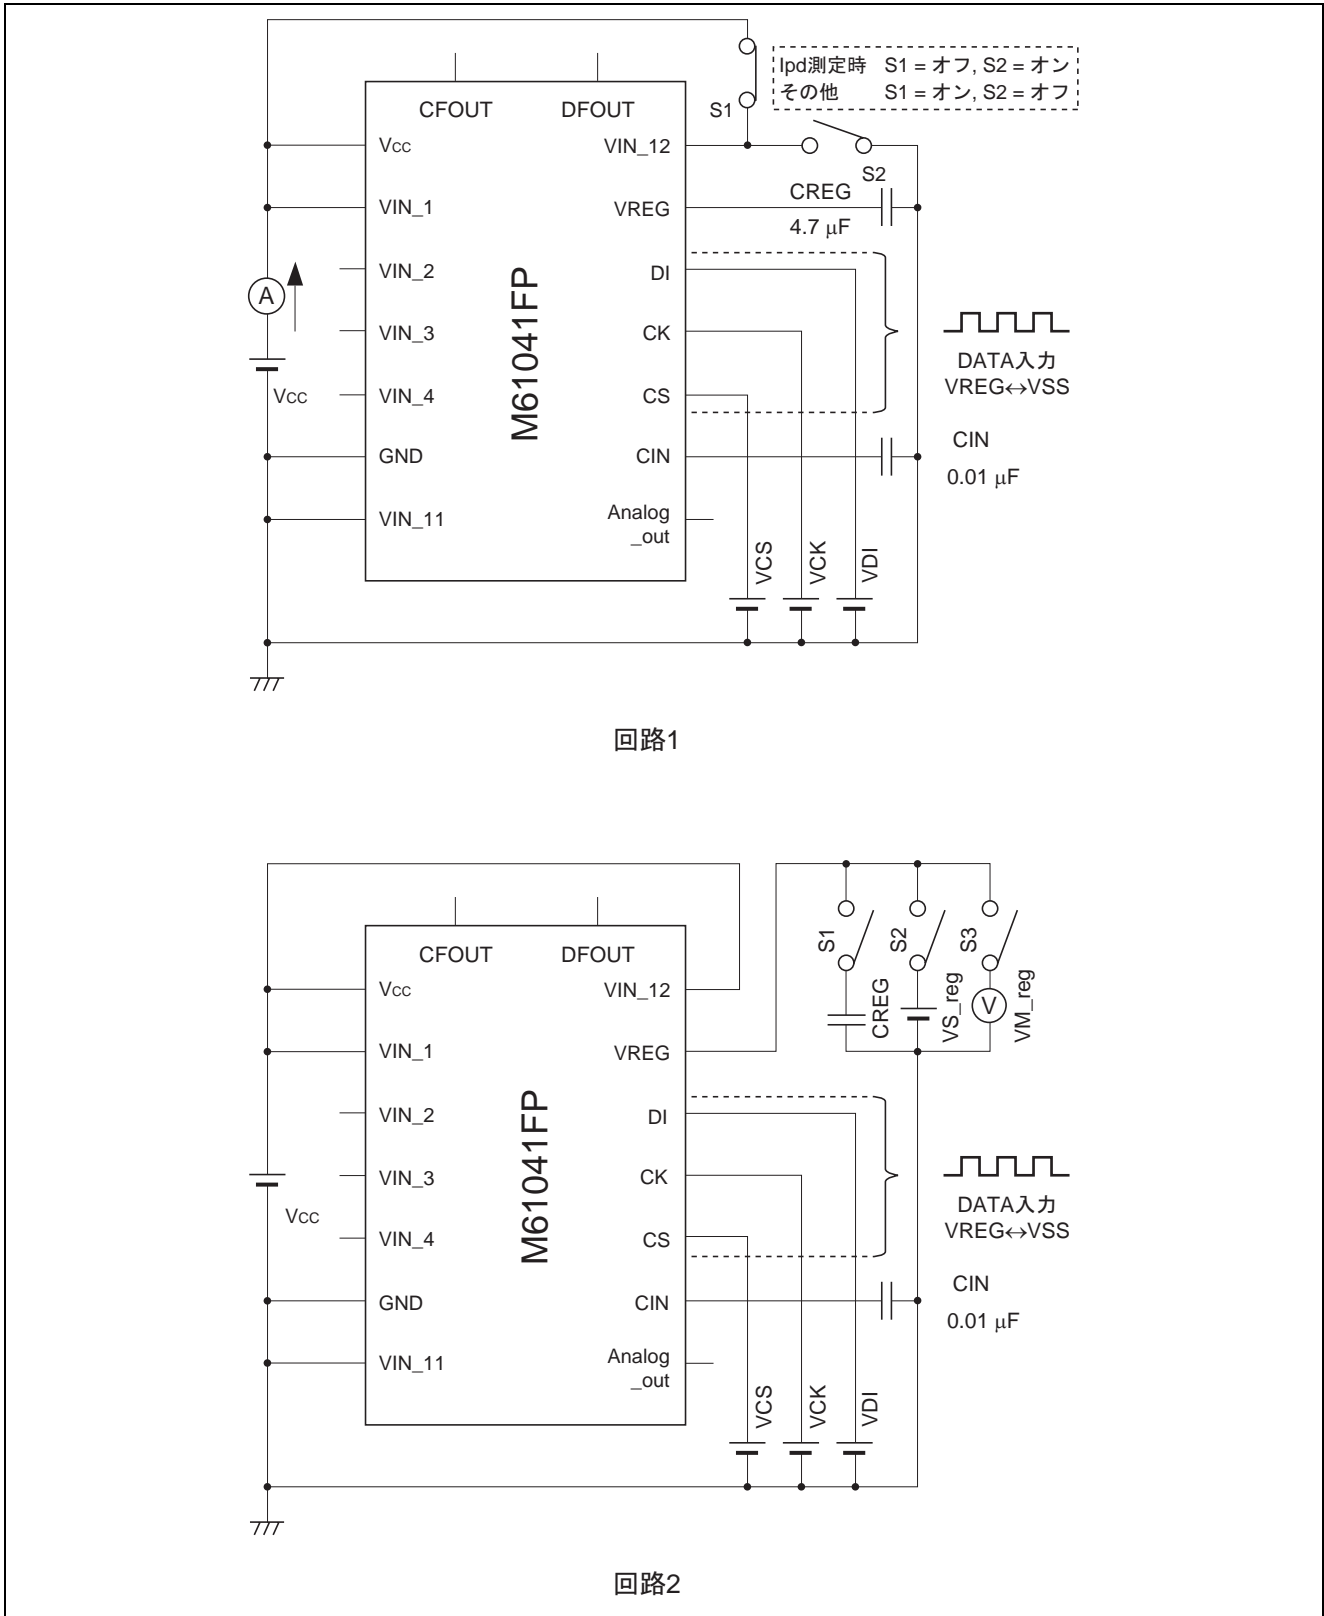 Ipd測定時 S1 = オフ, S2 = オン
その他 S1 = オン, S2 = オフ
S1
CFOUT DFOUT
Vcc
VIN_12
S2
CREG
4.7 μF
VIN_1
VREG
VIN_2
DI
A
VIN_3
CK
M61041FP
DATA入力
VREG↔VSS
Vcc
VIN_4
CS
GND
CIN
CIN
0.01 μF
VIN_11
Analog
_out
VCS
VCK
VDI
回路1
CFOUT DFOUT
S1
S2
S3
Vcc
VIN_12
CREG
VS_reg
V
VM_reg
VIN_1
VREG
VIN_2
DI
VIN_3
CK
M61041FP
DATA入力
VREG↔VSS
Vcc
VIN_4
CS
GND
CIN
CIN
0.01 μF
VIN_11
Analog
_out
VCS
VCK
VDI
回路2